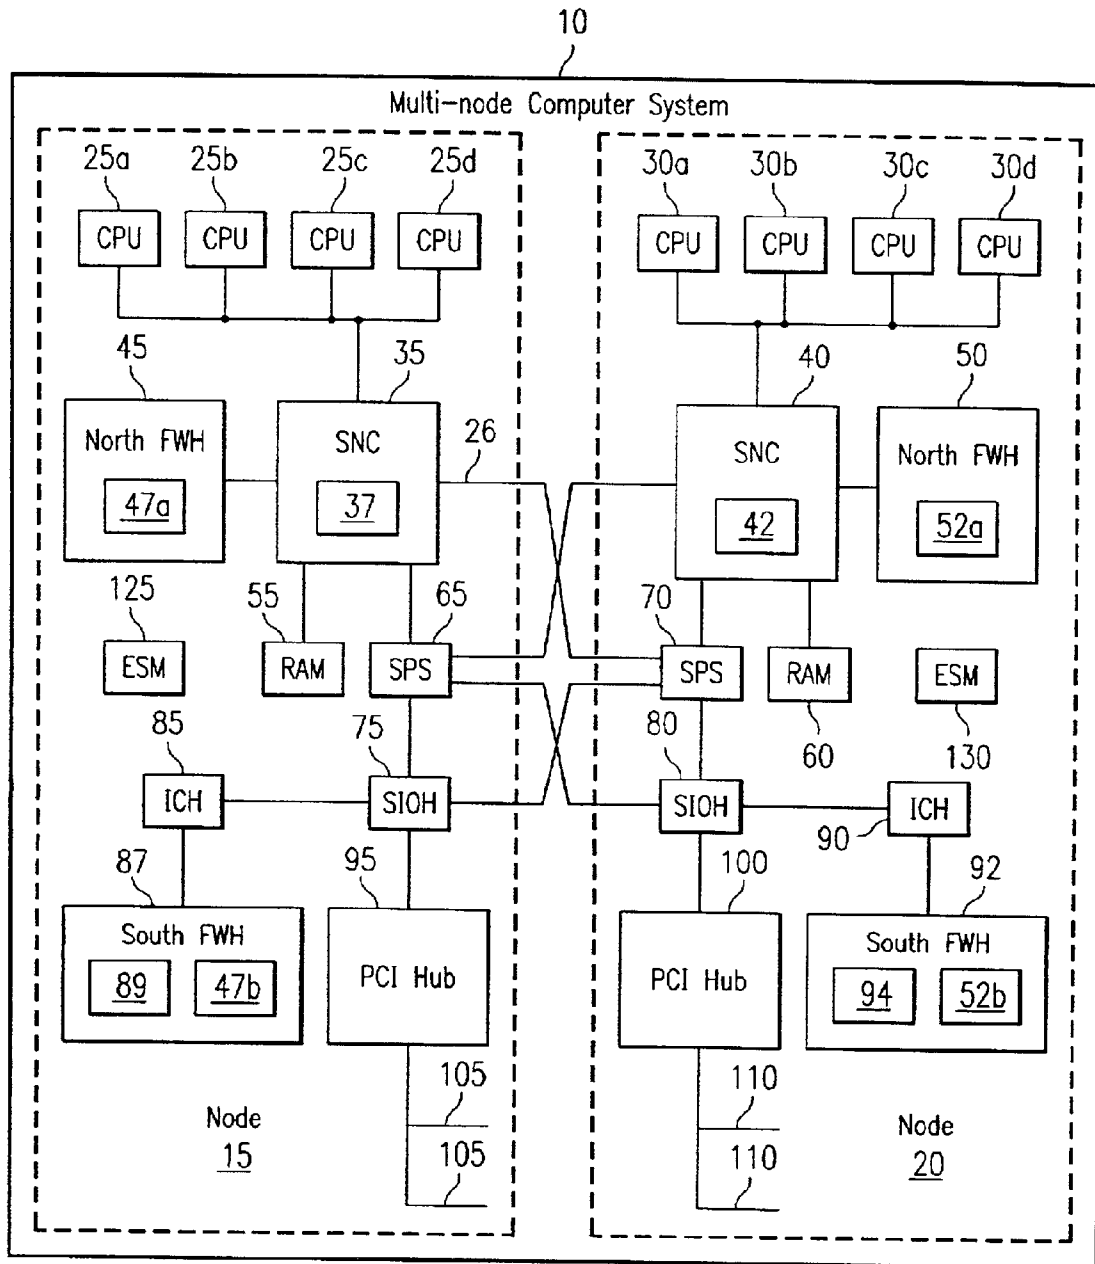 10
Multi-node Computer System
25a 25b 25c 25d
CPU CPU CPU CPU
45 35
North FWH
47a
SNC
37
26
125 55 65
ESM RAM SPS
85 75
ICH SIOH
87 95
South FWH
89 47b
PCI Hub
105
105
Node
15
30a 30b 30c 30d
CPU CPU CPU CPU
40 50
SNC
42
North FWH
52a
70
SPS RAM ESM
80 60 130
SIOH ICH
90
100 92
PCI Hub
South FWH
94 52b
110
110
Node
20